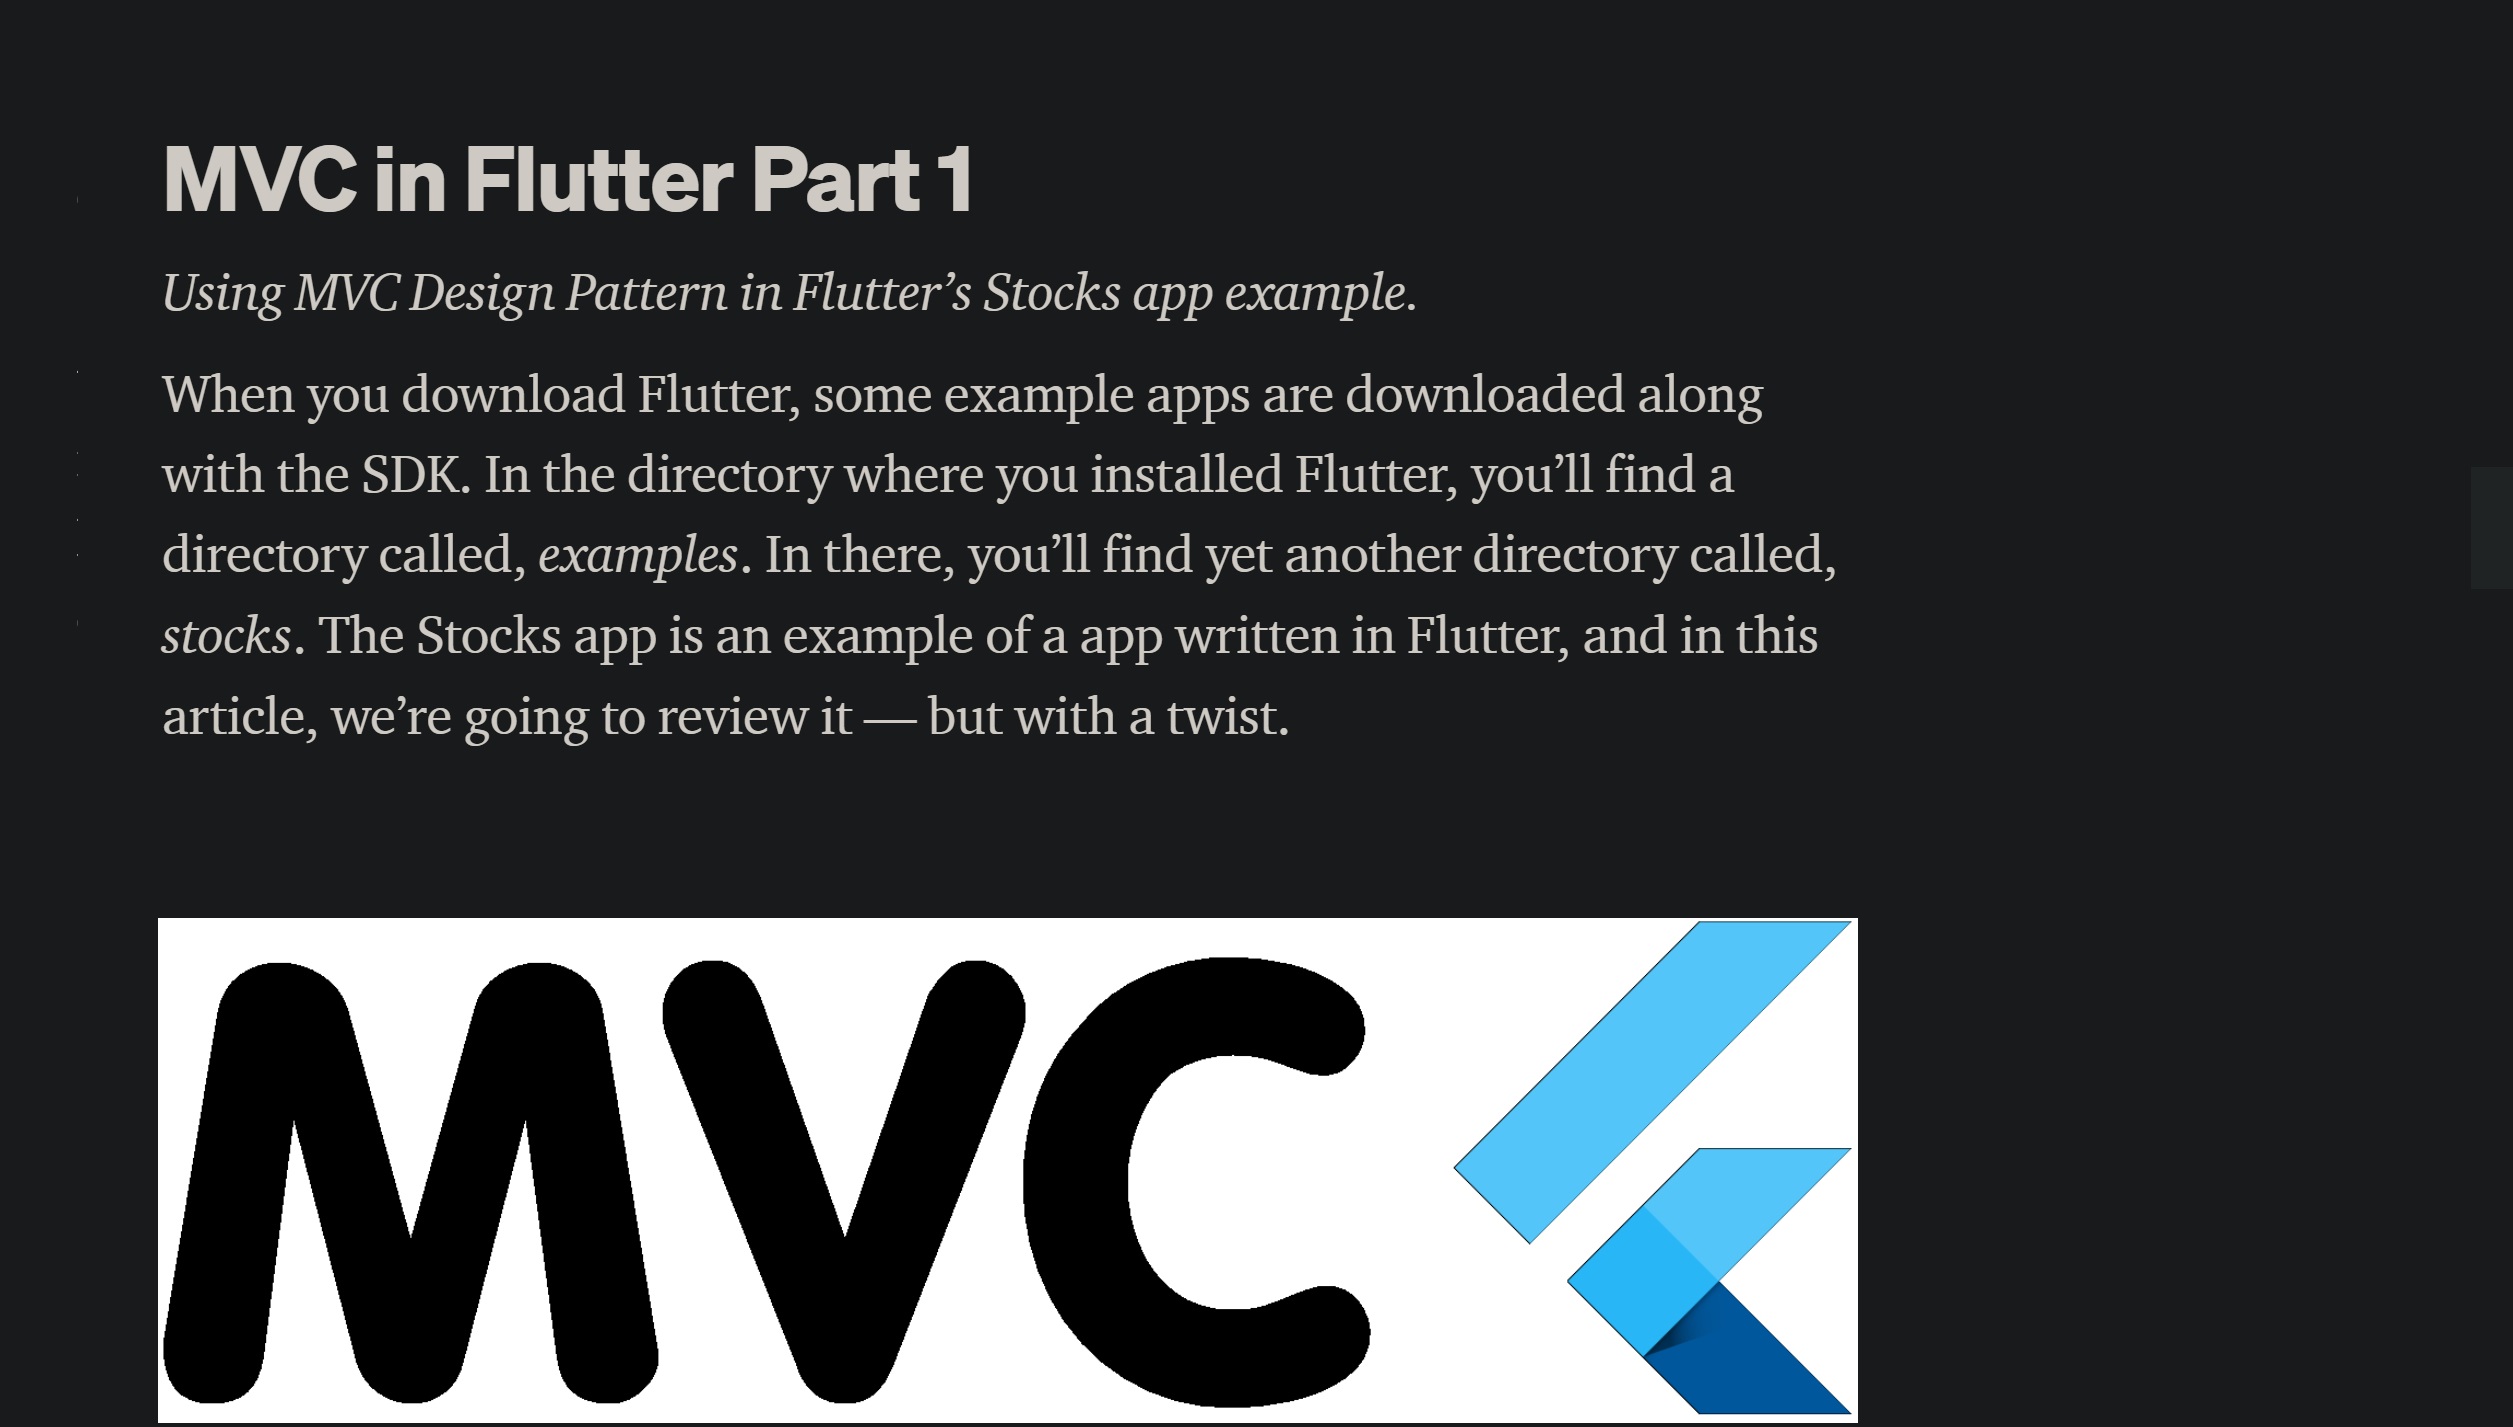 MVC in Flutter Part 1
Using MVC Design Pattern in Flutter’s Stocks app example.
When you download Flutter, some example apps are downloaded along
with the SDK. In the directory where you installed Flutter, you’ll find a
directory called, examples. In there, you’ll find yet another directory called,
stocks. The Stocks app is an example of a app written in Flutter, and in this
article, we’re going to review it — but with a twist.
MVC